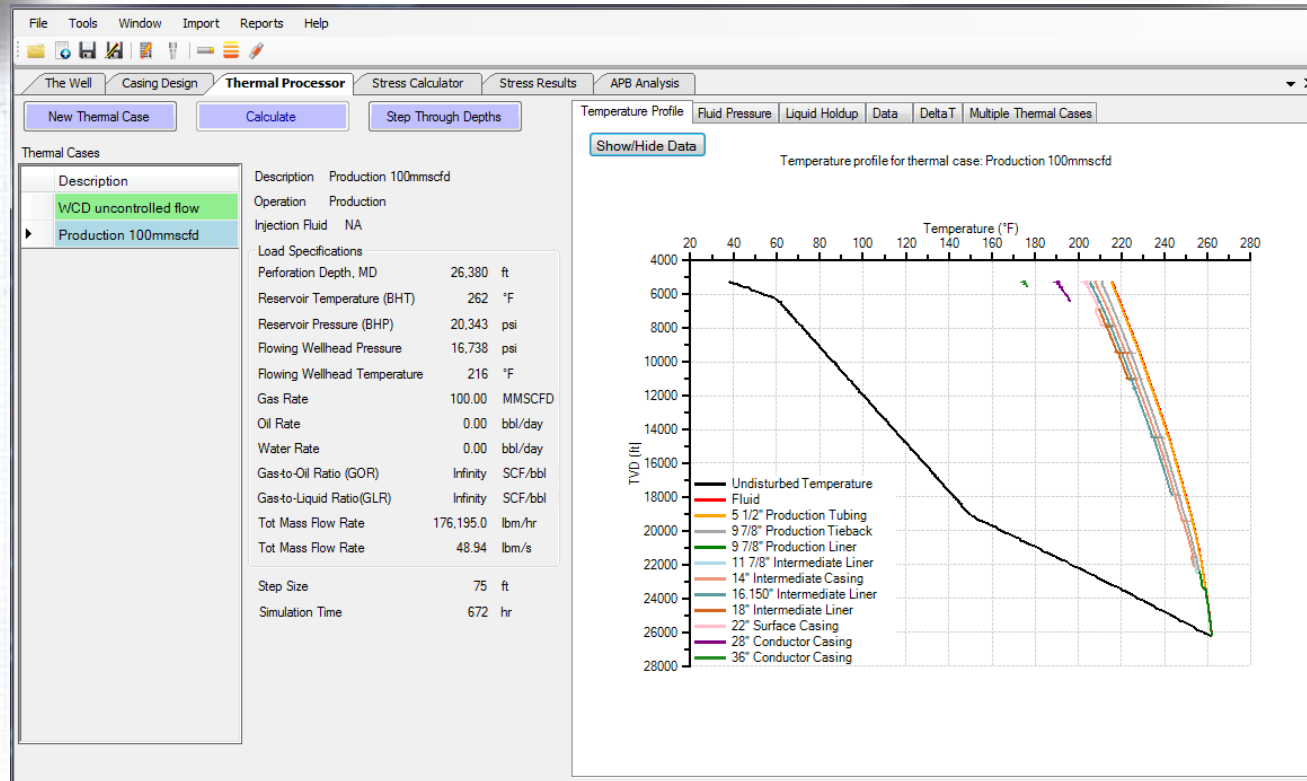 File Tools Window Import Reports Help
The Well Casing Design Thermal Processor Stress Calculator Stress Results APB Analysis
New Thermal Case Calculate Step Through Depths
Thermal Cases
Description
WCD uncontrolled flow
Production 100mmscfd
Description Production 100mmscfd
Operation Production
Injection Fluid NA
Load Specifications
Perforation Depth, MD 26,380 ft
Reservoir Temperature (BHT) 262 °F
Reservoir Pressure (BHP) 20,343 psi
Flowing Wellhead Pressure 16,738 psi
Flowing Wellhead Temperature 216 °F
Gas Rate 100.00 MMSCFD
Oil Rate 0.00 bbl/day
Water Rate 0.00 bbl/day
Gas-to-Oil Ratio (GOR) Infinity SCF/bbl
Gas-to-Liquid Ratio(GLR) Infinity SCF/bbl
Tot Mass Flow Rate 176,195.0 lbm/hr
Tot Mass Flow Rate 48.94 lbm/s
Step Size 75 ft
Simulation Time 672 hr
Temperature Profile Fluid Pressure Liquid Holdup Data DeltaT Multiple Thermal Cases
Show/Hide Data
Temperature profile for thermal case: Production 100mmscfd
Temperature (°F)
20 40 60 80 100 120 140 160 180 200 220 240 260 280
4000
6000
8000
10000
12000
14000
16000
18000
20000
22000
24000
26000
28000
TVD (ft)
Undisturbed Temperature
Fluid
5 1/2" Production Tubing
9 7/8" Production Tieback
9 7/8" Production Liner
11 7/8" Intermediate Liner
14" Intermediate Casing
16.150" Intermediate Liner
18" Intermediate Liner
22" Surface Casing
28" Conductor Casing
36" Conductor Casing